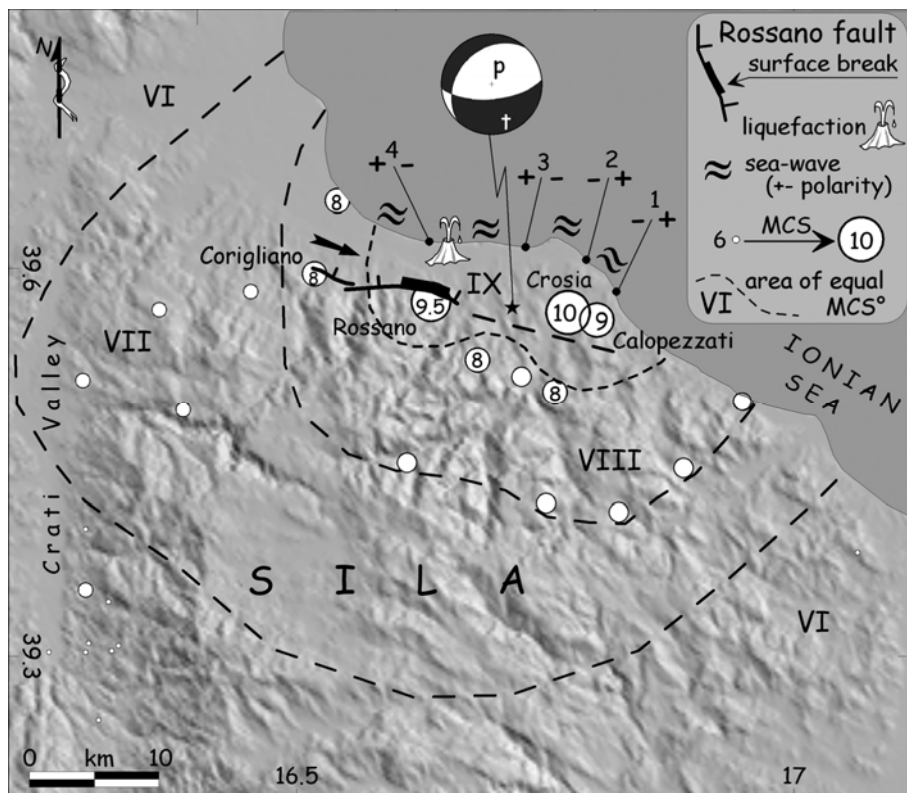 N
VI
p
t
+4-
+3-
-2+
-1+
Rossano fault
surface break
liquefaction
sea-wave
(+- polarity)
6 MCS 10
area of equal
VI MCS°
8
Corigliano
8
39.6
IX
Crosia
9.5
10
9
Rossano
Calopezzati
VII
8
8
IONIAN
SEA
Crati Valley
VIII
SILA
VI
39.3
0 km 10
16.5
17